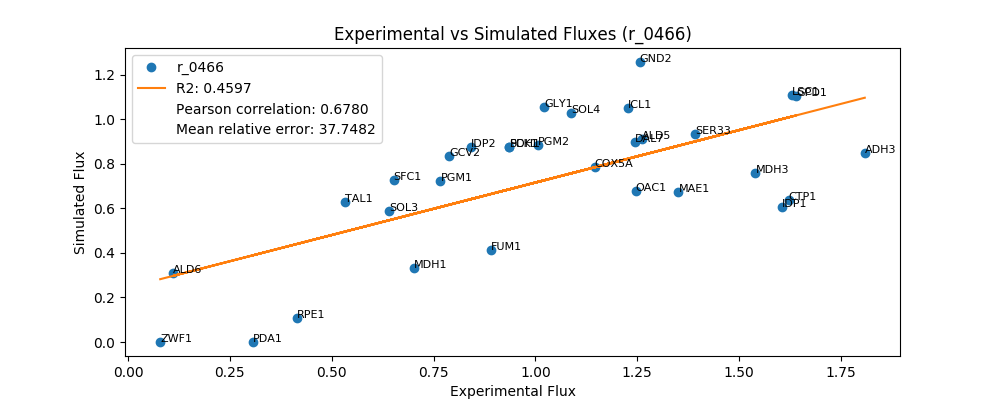 Experimental vs Simulated Fluxes (r_0466)
r_0466
R2: 0.4597
Pearson correlation: 0.6780
Mean relative error: 37.7482
Simulated Flux
1.2
1.0
0.8
0.6
0.4
0.2
0.0
GND2
GLY1
SOL4
ICL1
GPD1
SER33
ALD5
IDP2
PGM2
GCV2
ADH3
COX5A
MDH3
SFC1
PGM1
OAC1
MAE1
CTP1
IDP1
TAL1
SOL3
FUM1
MDH1
ALD6
RPE1
ZWF1
PDA1
0.00 0.25 0.50 0.75 1.00 1.25 1.50 1.75
Experimental Flux